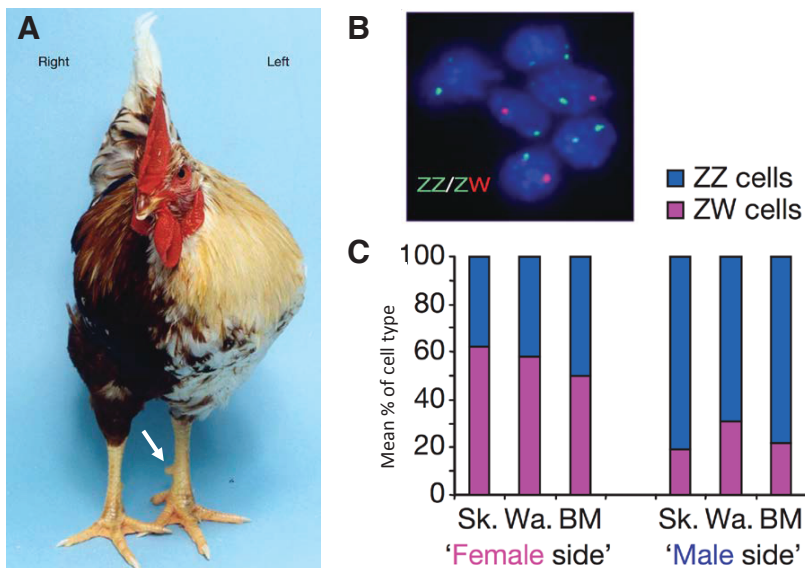 A
Right
Left
B
ZZ/ZW
ZZ cells
ZW cells
C
Mean % of cell type
100
80
60
40
20
0
Sk. Wa. BM
Sk. Wa. BM
'Female side'
'Male side'